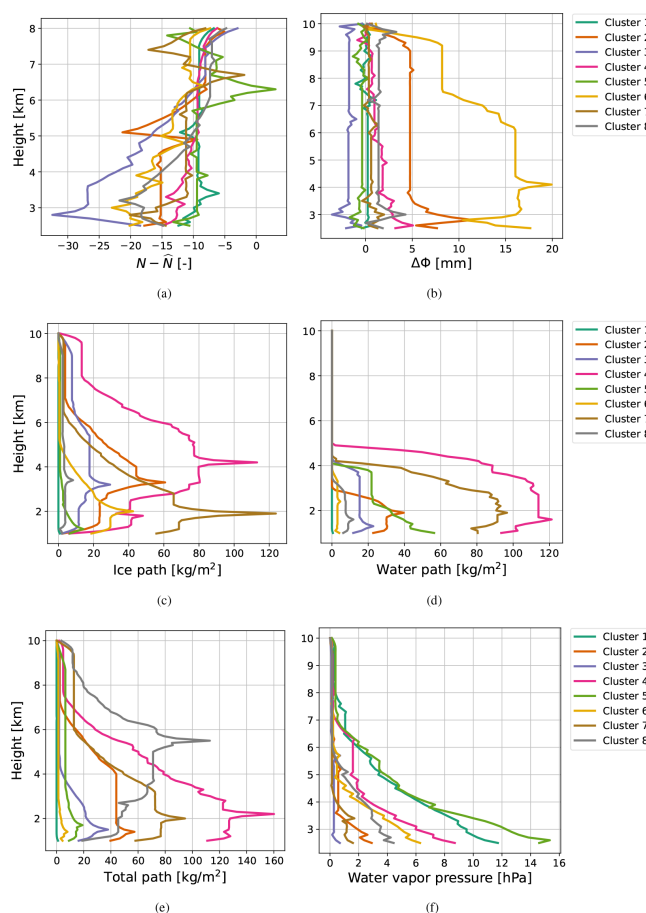 8
7
6
5
4
3
Height [km]
−30 −25 −20 −15 −10 −5 0
N − N̂ [-]
(a)
10
9
8
7
6
5
4
3
Height [km]
0 5 10 15 20
ΔΦ [mm]
(b)
Cluster 1
Cluster 2
Cluster 3
Cluster 4
Cluster 5
Cluster 6
Cluster 7
Cluster 8
10
8
6
4
2
Height [km]
0 20 40 60 80 100 120
Ice path [kg/m²]
(c)
10
8
6
4
2
Height [km]
0 20 40 60 80 100 120
Water path [kg/m²]
(d)
Cluster 1
Cluster 2
Cluster 3
Cluster 4
Cluster 5
Cluster 6
Cluster 7
Cluster 8
10
8
6
4
2
Height [km]
0 20 40 60 80 100 120 140 160
Total path [kg/m²]
(e)
10
9
8
7
6
5
4
3
Height [km]
0 2 4 6 8 10 12 14 16
Water vapor pressure [hPa]
(f)
Cluster 1
Cluster 2
Cluster 3
Cluster 4
Cluster 5
Cluster 6
Cluster 7
Cluster 8